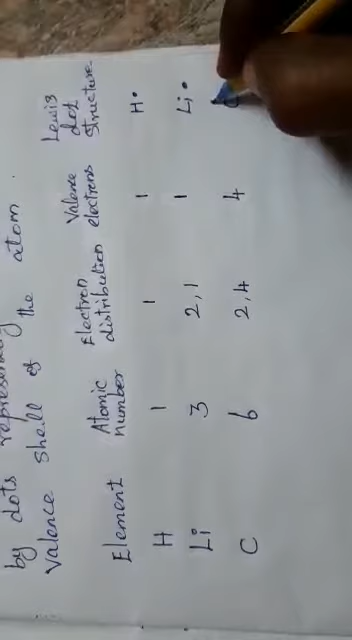 by dots representing
Valence shell of the atom.
Element Atomic number Electron distribution Valence electrons Lewis dot structure
H 1 1 1 H•
Li 3 2,1 1 Li•
C 6 2,4 4